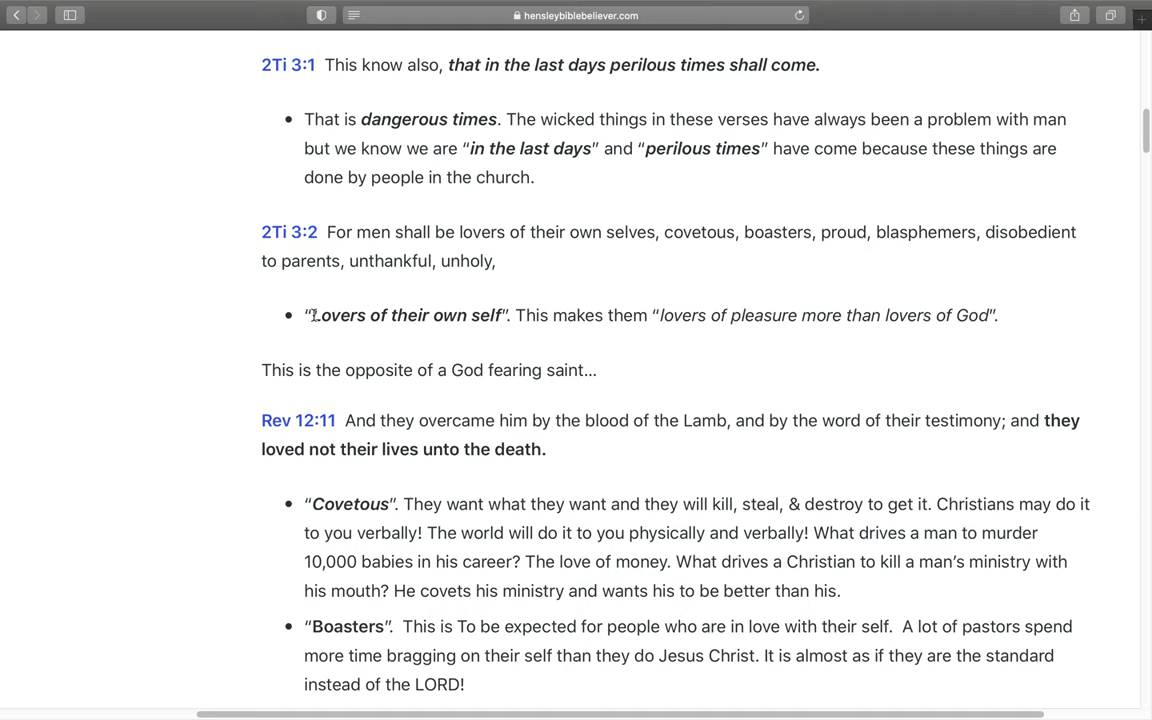 hensleybiblebeliever.com
2Ti 3:1 This know also, that in the last days perilous times shall come.
• That is dangerous times. The wicked things in these verses have always been a problem with man
but we know we are “in the last days” and “perilous times” have come because these things are
done by people in the church.
2Ti 3:2 For men shall be lovers of their own selves, covetous, boasters, proud, blasphemers, disobedient
to parents, unthankful, unholy,
• “Lovers of their own self”. This makes them “lovers of pleasure more than lovers of God”.
This is the opposite of a God fearing saint...
Rev 12:11 And they overcame him by the blood of the Lamb, and by the word of their testimony; and they
loved not their lives unto the death.
• “Covetous”. They want what they want and they will kill, steal, & destroy to get it. Christians may do it
to you verbally! The world will do it to you physically and verbally! What drives a man to murder
10,000 babies in his career? The love of money. What drives a Christian to kill a man’s ministry with
his mouth? He covets his ministry and wants his to be better than his.
• “Boasters”. This is To be expected for people who are in love with their self. A lot of pastors spend
more time bragging on their self than they do Jesus Christ. It is almost as if they are the standard
instead of the LORD!